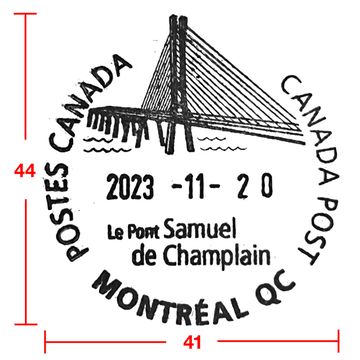 POSTES CANADA
CANADA POST
44
2023 -11- 20
Le Pont Samuel
de Champlain
MONTRÉAL QC
41